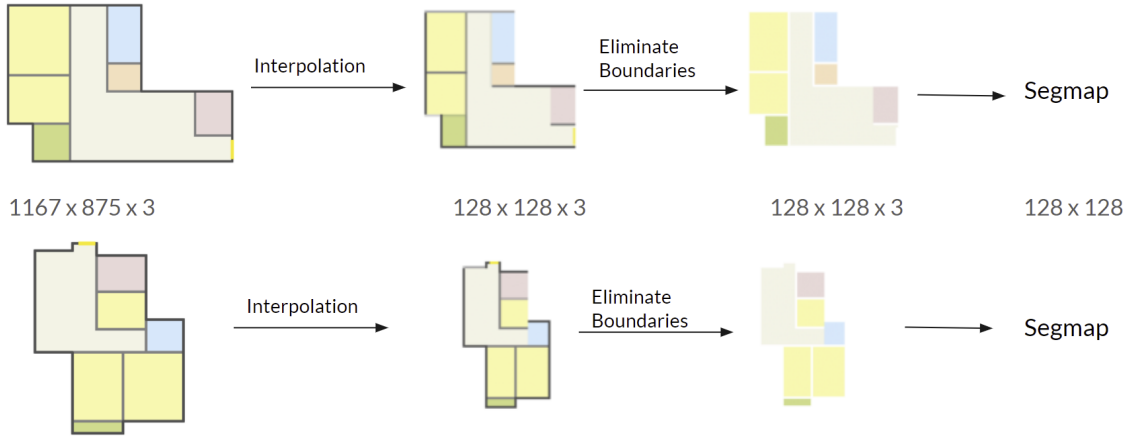 Interpolation
Eliminate
Boundaries
Segmap
1167 x 875 x 3
128 x 128 x 3
128 x 128 x 3
128 x 128
Interpolation
Eliminate
Boundaries
Segmap